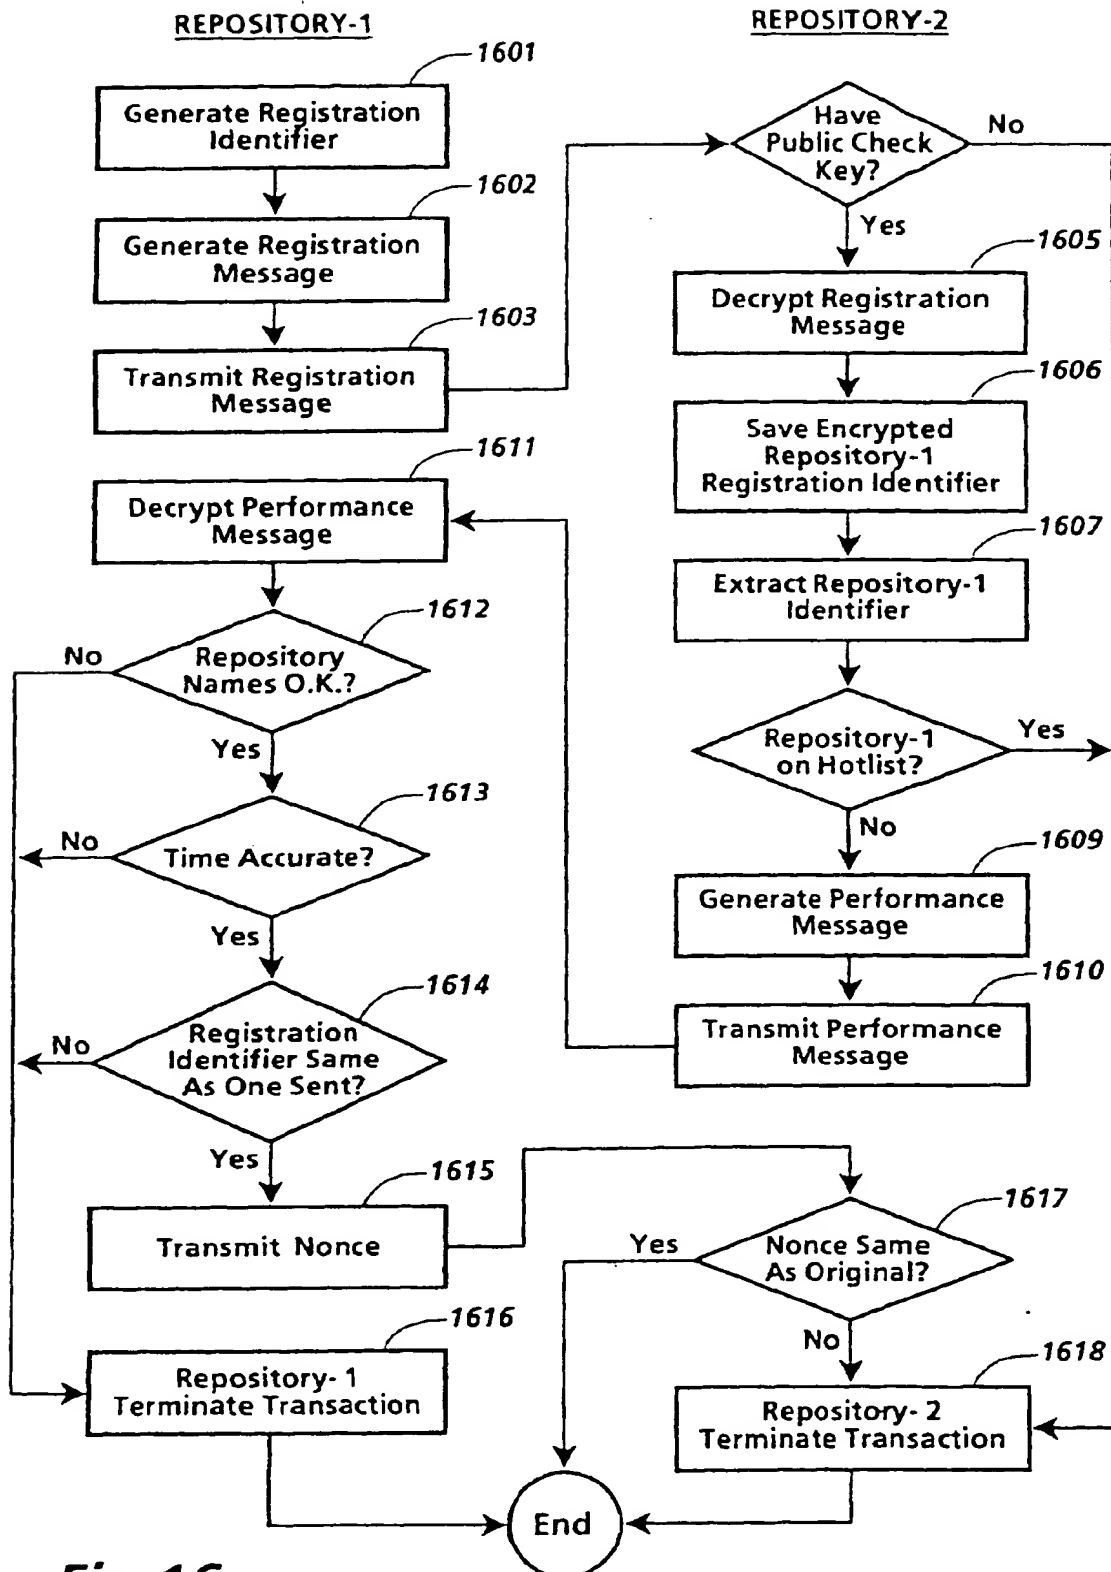 REPOSITORY-1
REPOSITORY-2
1601
Generate Registration
Identifier
1602
Generate Registration
Message
1603
Transmit Registration
Message
1611
Decrypt Performance
Message
1612
Repository
Names O.K.?
No
Yes
1613
Time Accurate?
No
Yes
1614
Registration
Identifier Same
As One Sent?
No
Yes
1615
Transmit Nonce
1616
Repository- 1
Terminate Transaction
Have
Public Check
Key?
No
Yes
1605
Decrypt Registration
Message
1606
Save Encrypted
Repository-1
Registration Identifier
1607
Extract Repository-1
Identifier
Repository-1
on Hotlist?
Yes
No
1609
Generate Performance
Message
1610
Transmit Performance
Message
1617
Nonce Same
As Original?
Yes
No
1618
Repository- 2
Terminate Transaction
End